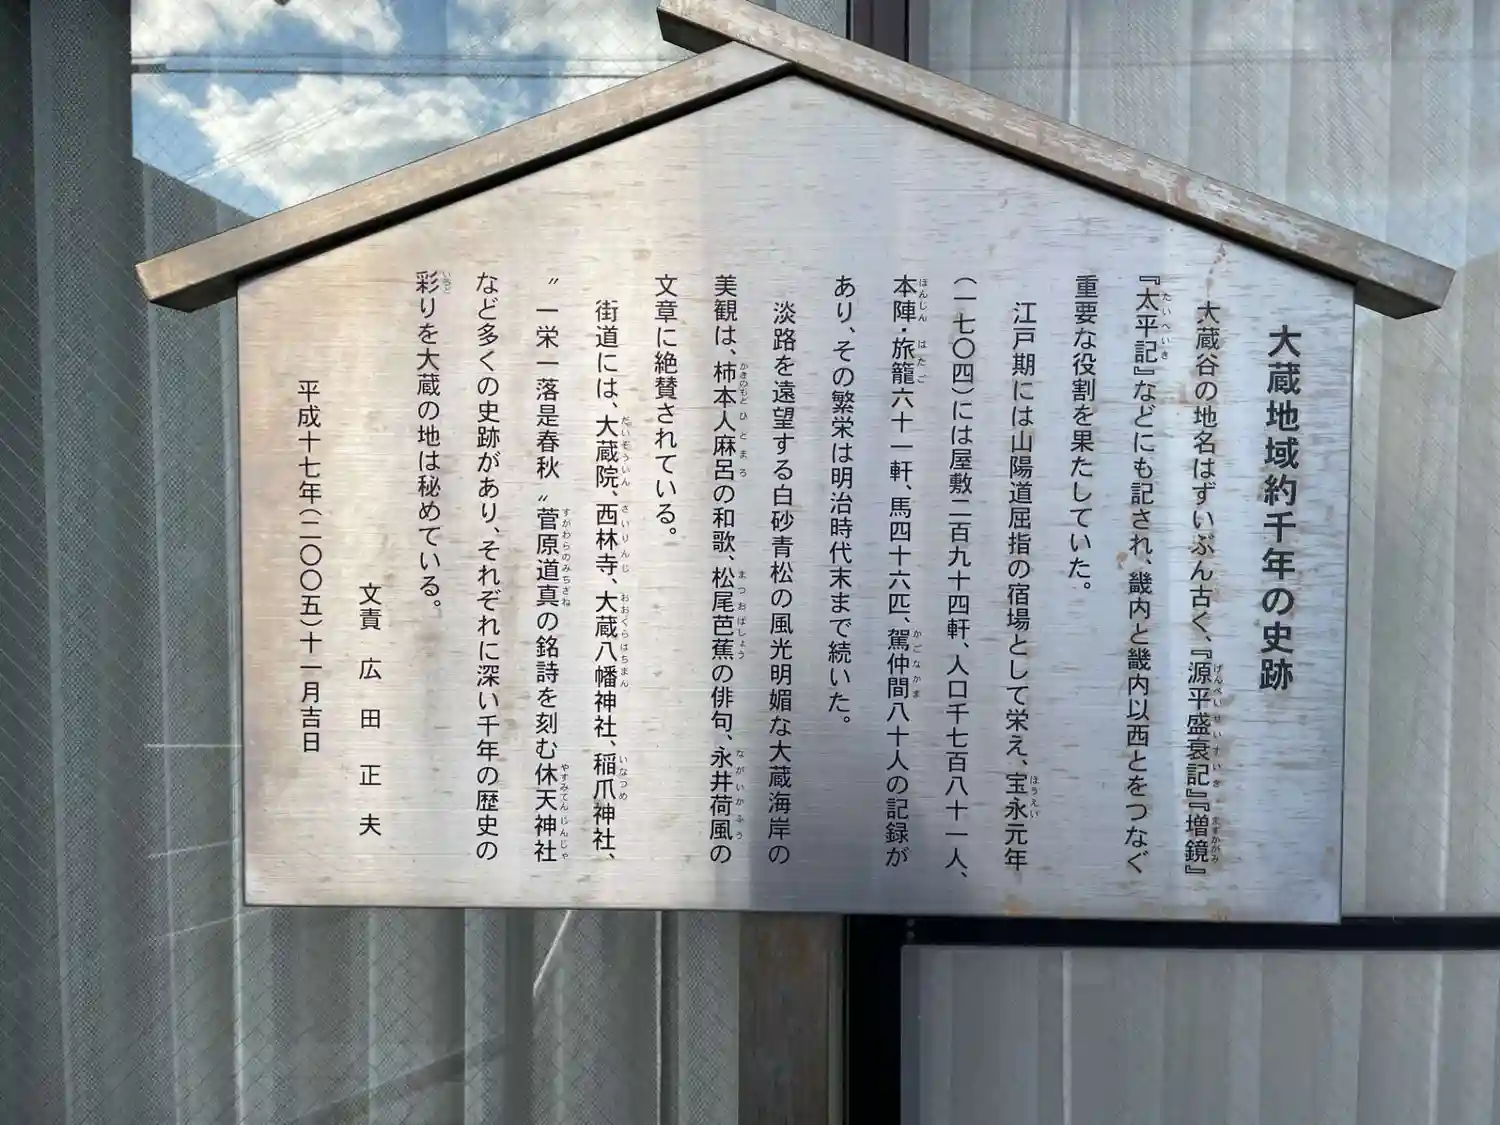 大蔵地域約千年の史跡
大蔵谷の地名はずいぶん古く、『源平盛衰記』『増鏡』
『太平記』などにも記され、畿内と畿内以西とをつなぐ
重要な役割を果たしていた。
江戸期には山陽道屈指の宿場として栄え、宝永元年
(一七〇四)には屋敷二百九十四軒、人口千七百八十一人、
本陣・旅籠六十一軒、馬四十六匹、駕仲間八十人の記録が
あり、その繁栄は明治時代末まで続いた。
淡路を遠望する白砂青松の風光明媚な大蔵海岸の
美観は、柿本人麻呂の和歌、松尾芭蕉の俳句、永井荷風の
文章に絶賛されている。
街道には、大蔵院、西林寺、大蔵八幡神社、稲爪神社、
〝一栄一落是春秋〟菅原道真の銘詩を刻む休天神社
など多くの史跡があり、それぞれに深い千年の歴史の
彩りを大蔵の地は秘めている。
文責 広田 正夫
平成十七年(二〇〇五)十一月吉日